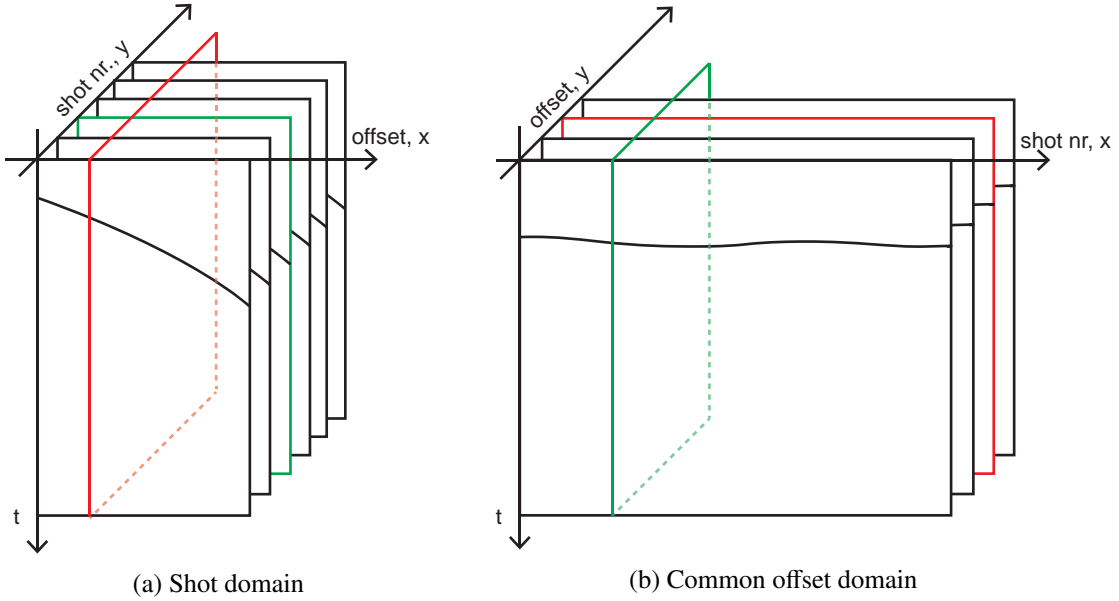 shot nr., y
offset, x
t
(a) Shot domain
offset, y
shot nr, x
t
(b) Common offset domain